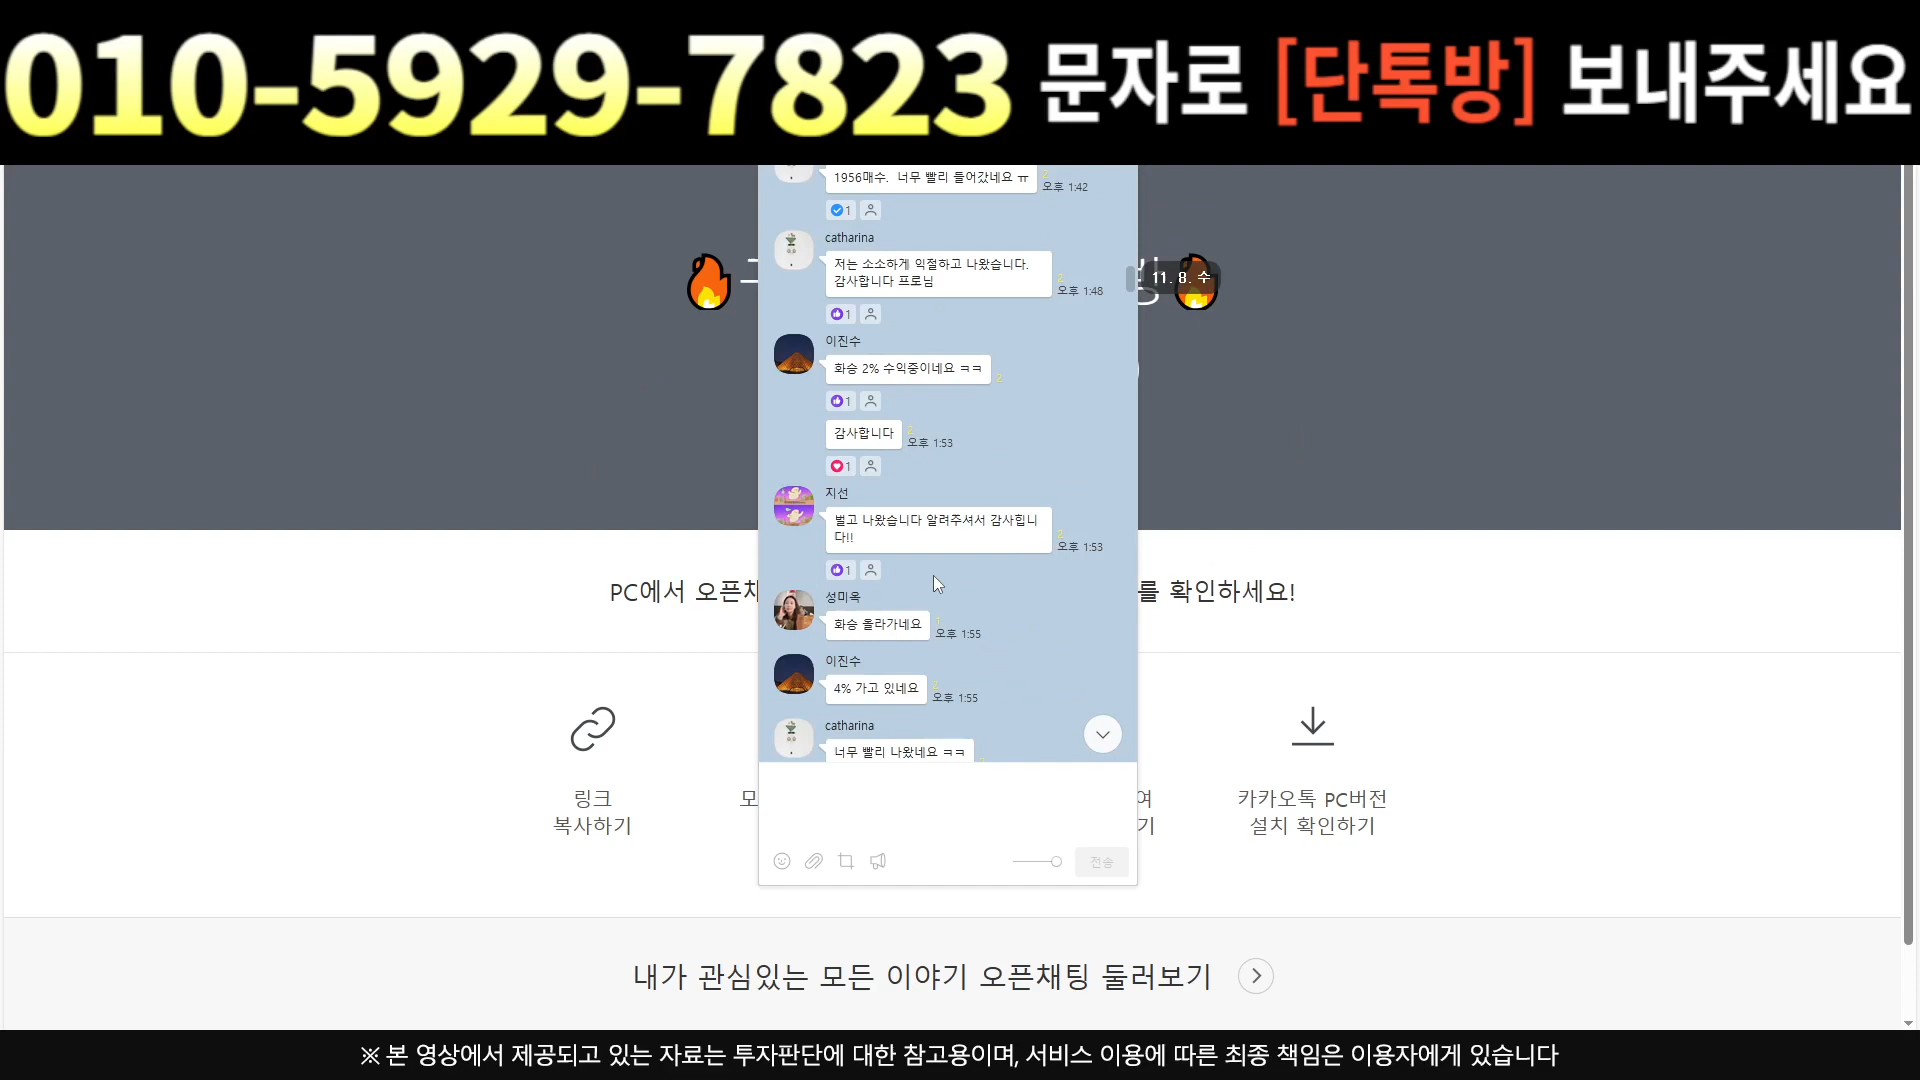 010-5929-7823 문자로 [단톡방] 보내주세요
1956매수. 너무 빨리 들어갔네요 ㅠ
2
오후 1:42
1
catharina
저는 소소하게 익절하고 나왔습니다.
감사합니다 프로님
2
오후 1:48
11. 8. 수
1
이진수
화승 2% 수익중이네요 ㅋㅋ
2
1
감사합니다
2
오후 1:53
1
지선
벌고 나왔습니다 알려주셔서 감사힙니
다!!
2
오후 1:53
1
PC에서 오픈채
를 확인하세요!
성미옥
화승 올라가네요
오후 1:55
이진수
4% 가고 있네요
2
오후 1:55
catharina
너무 빨리 나왔네요 ㅋㅋ
링크
복사하기
모
여
기
카카오톡 PC버전
설치 확인하기
전송
내가 관심있는 모든 이야기 오픈채팅 둘러보기
※ 본 영상에서 제공되고 있는 자료는 투자판단에 대한 참고용이며, 서비스 이용에 따른 최종 책임은 이용자에게 있습니다